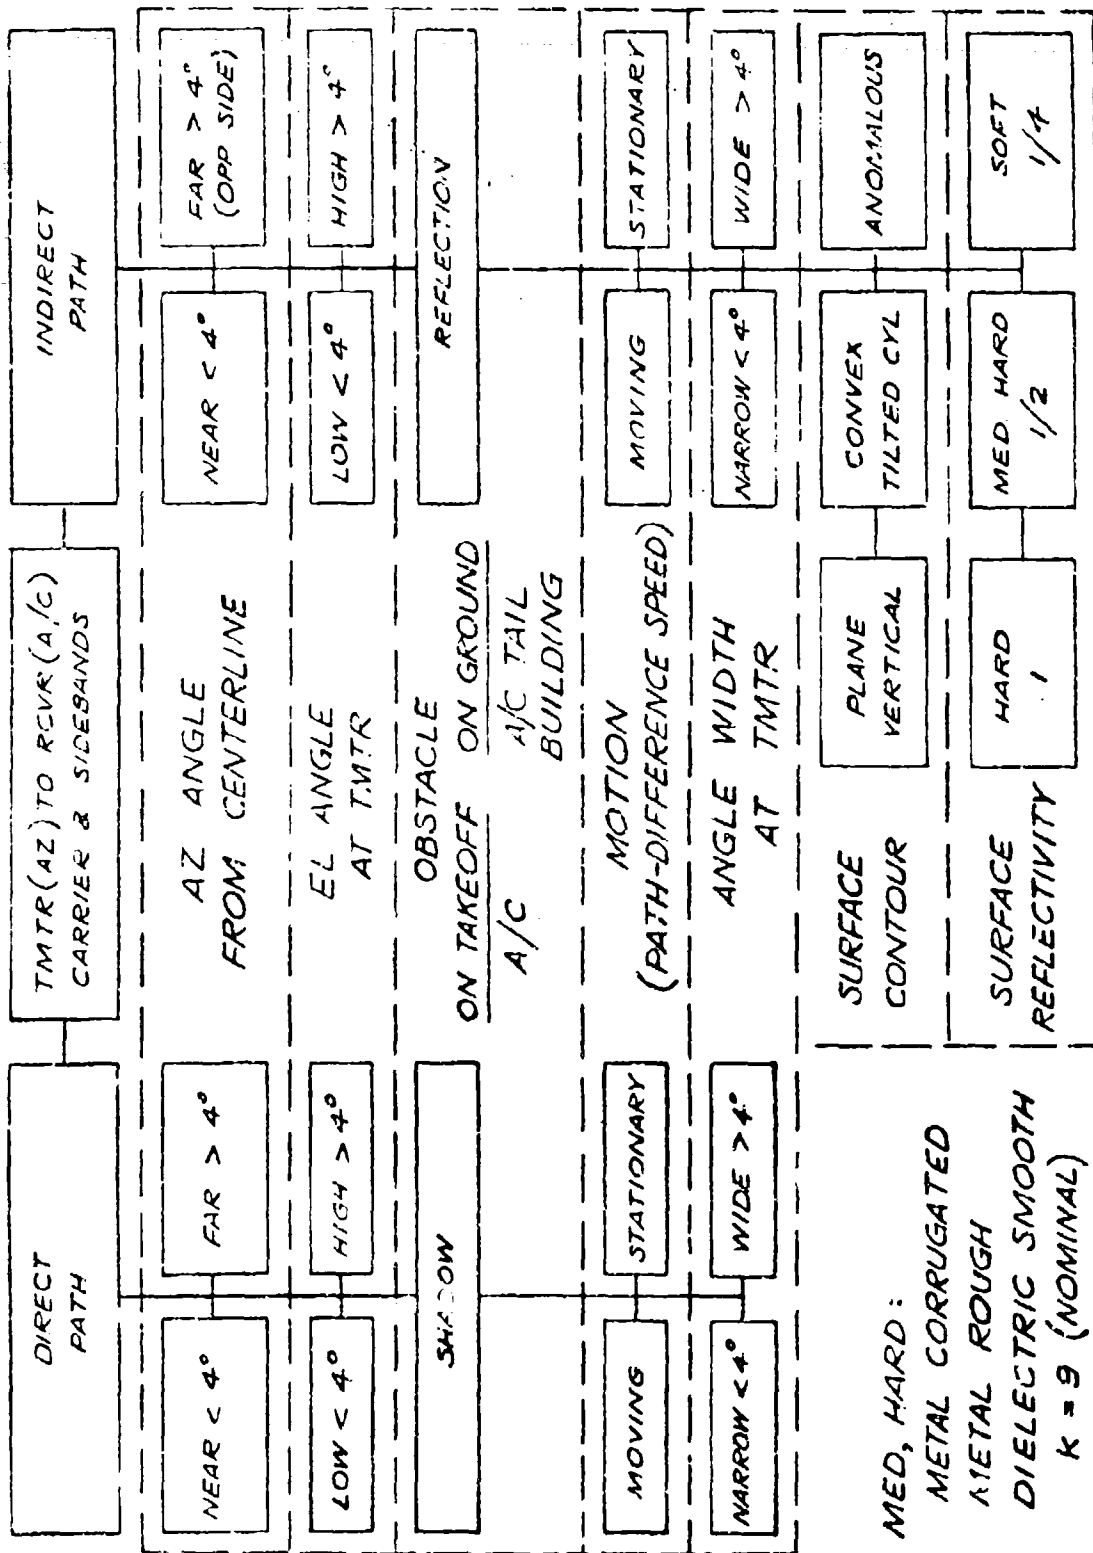 DIRECT
PATH
TMTR (AZ) TO RCVR (A/C)
CARRIER & SIDEBANDS
INDIRECT
PATH
NEAR < 4°
FAR > 4°
AZ ANGLE
FROM CENTERLINE
NEAR < 4°
FAR > 4°
(OPP SIDE)
LOW < 4°
HIGH > 4°
EL ANGLE
AT TMTR
LOW < 4°
HIGH > 4°
SHADOW
OBSTACLE
ON TAKEOFF ON GROUND
A/C A/C TAIL
BUILDING
REFLECTION
MOVING
STATIONARY
MOTION
(PATH-DIFFERENCE SPEED)
MOVING
STATIONARY
NARROW < 4°
WIDE > 4°
ANGLE WIDTH
AT TMTR
NARROW < 4°
WIDE > 4°
SURFACE
CONTOUR
PLANE
VERTICAL
CONVEX
TILTED CYL
ANOMALOUS
SURFACE
REFLECTIVITY
HARD
1
MED HARD
1/2
SOFT
1/4
MED, HARD:
METAL CORRUGATED
METAL ROUGH
DIELECTRIC SMOOTH
K = 9 (NOMINAL)